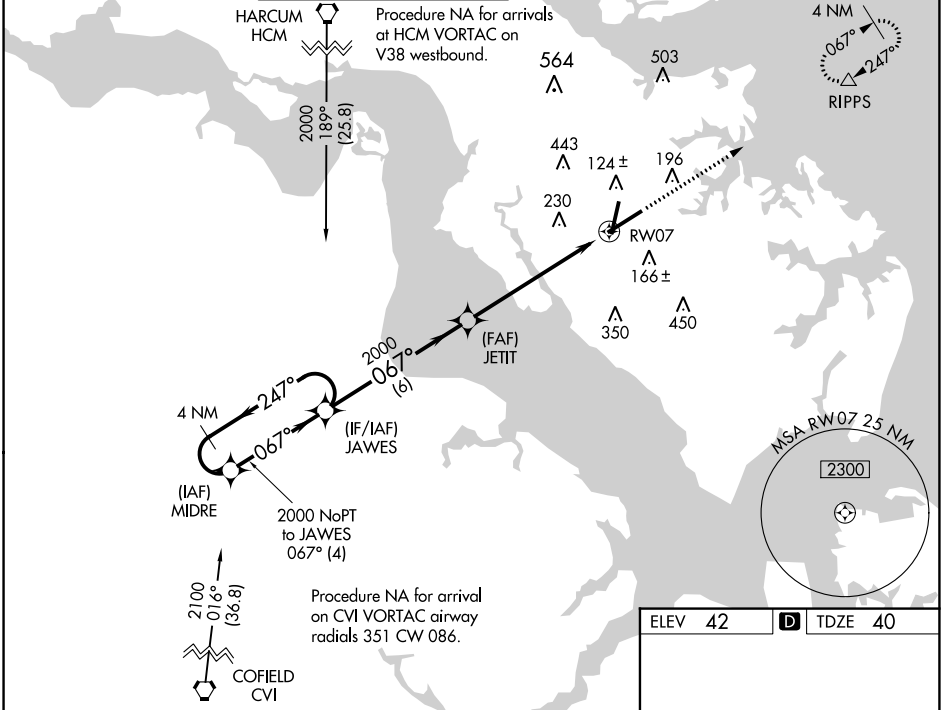 HARCUM
HCM
Procedure NA for arrivals
at HCM VORTAC on
V38 westbound.
4 NM
067°
247°
RIPPS
564
503
2000
189°
(25.8)
443
124±
196
230
RW07
166±
350
450
(FAF)
JETIT
2000
067°
(6)
247°
4 NM
067°
(IF/IAF)
JAWES
(IAF)
MIDRE
2000 NoPT
to JAWES
067° (4)
MSA RW07 25 NM
2300
2100
016°
(36.8)
Procedure NA for arrival
on CVI VORTAC airway
radials 351 CW 086.
COFIELD
CVI
ELEV 42 D TDZE 40